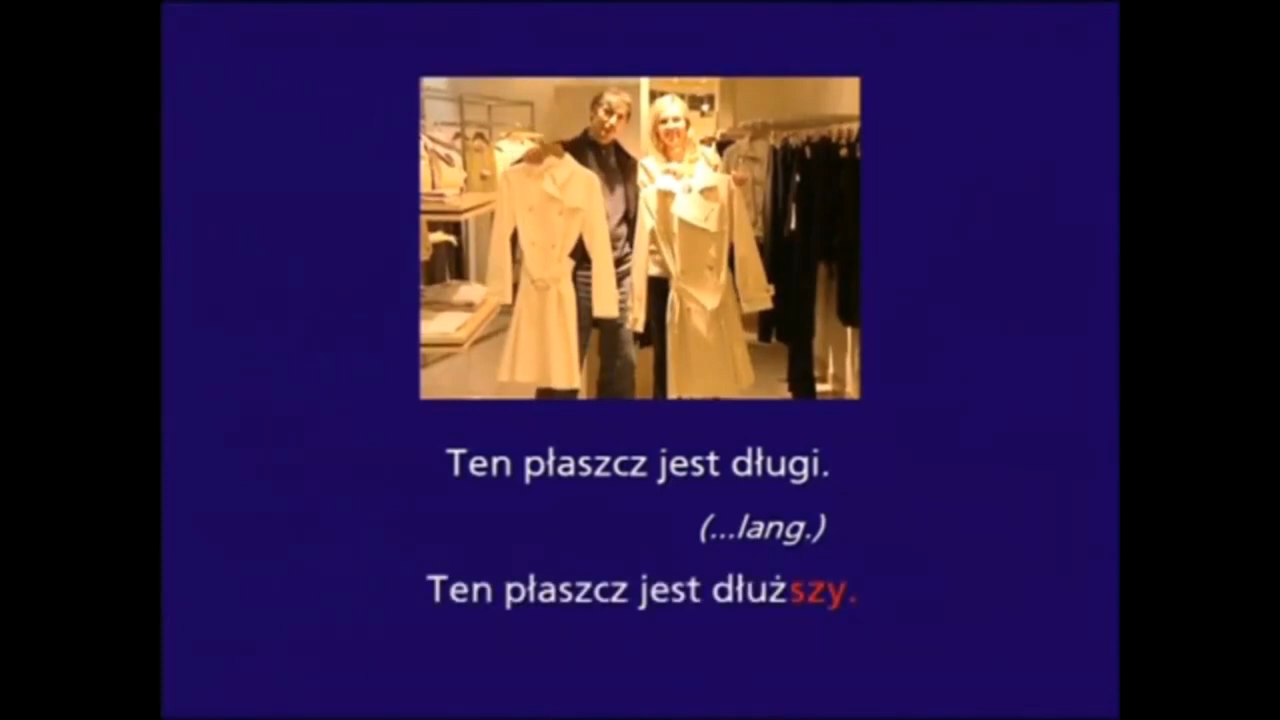 Ten płaszcz jest długi.
(...lang.)
Ten płaszcz jest dłuższy.